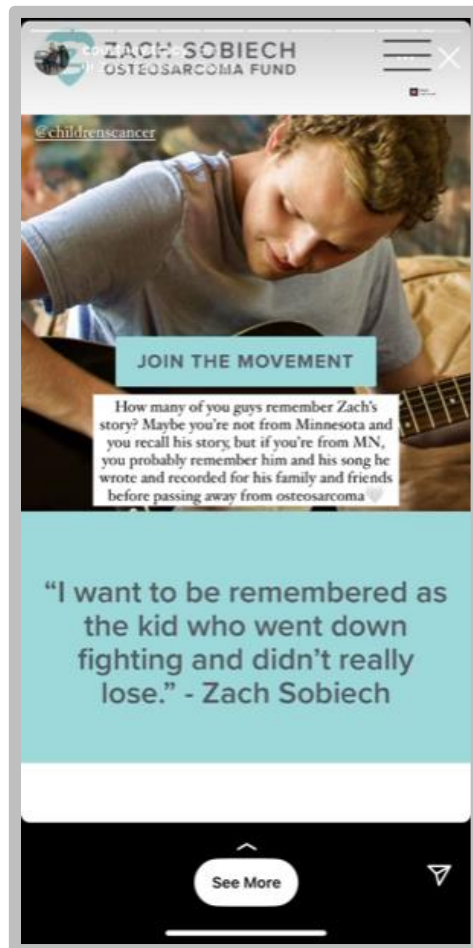 ZACH SOBIECH
OSTEOSARCOMA FUND
@childrenscancer
JOIN THE MOVEMENT
How many of you guys remember Zach's
story? Maybe you're not from Minnesota and
you recall his story, but if you're from MN,
you probably remember him and his song he
wrote and recorded for his family and friends
before passing away from osteosarcoma🤍
“I want to be remembered as
the kid who went down
fighting and didn’t really
lose.” - Zach Sobiech
See More